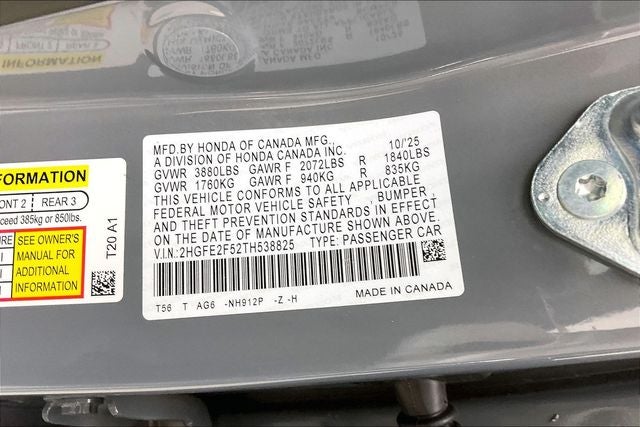 MFD.BY HONDA OF CANADA MFG., 10/'25
A DIVISION OF HONDA CANADA INC.
GVWR 3880LBS GAWR F 2072LBS R 1840LBS
GVWR 1760KG GAWR F 940KG R 835KG
THIS VEHICLE CONFORMS TO ALL APPLICABLE
FEDERAL MOTOR VEHICLE SAFETY, BUMPER,
AND THEFT PREVENTION STANDARDS IN EFFECT
ON THE DATE OF MANUFACTURE SHOWN ABOVE.
V.I.N:2HGFE2F52TH538825 TYPE: PASSENGER CAR
T56 T AG6 -NH912P -Z -H
MADE IN CANADA
ORMATION
ONT 2 REAR 3
ceed 385kg or 850lbs.
URE SEE OWNER'S
MANUAL FOR
ADDITIONAL
INFORMATION
T20 A1
INFORMATION